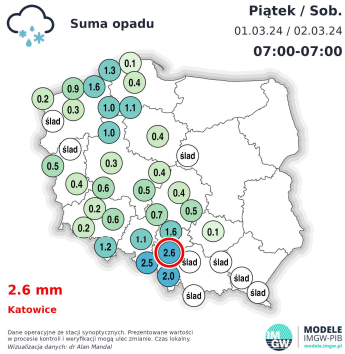 Suma opadu
Piątek / Sob.
01.03.24 / 02.03.24
07:00-07:00
1.3
0.1
0.9
1.6
0.4
0.2
0.3
1.0
1.1
ślad
1.0
0.4
ślad
ślad
0.5
0.3
0.4
0.4
0.6
0.5
0.4
0.2
0.7
0.5
0.6
0.2
1.6
0.1
1.2
1.1
2.6
2.5
ślad
ślad
2.0
ślad
ślad
ślad
2.6 mm
Katowice
Dane operacyjne ze stacji synoptycznych. Prezentowane wartości
w procesie kontroli i weryfikacji mogą ulec zmianie. Czas lokalny.
Wizualizacja danych: dr Alan Mandal
IM
GW
MODELE
IMGW-PIB
modele.imgw.pl